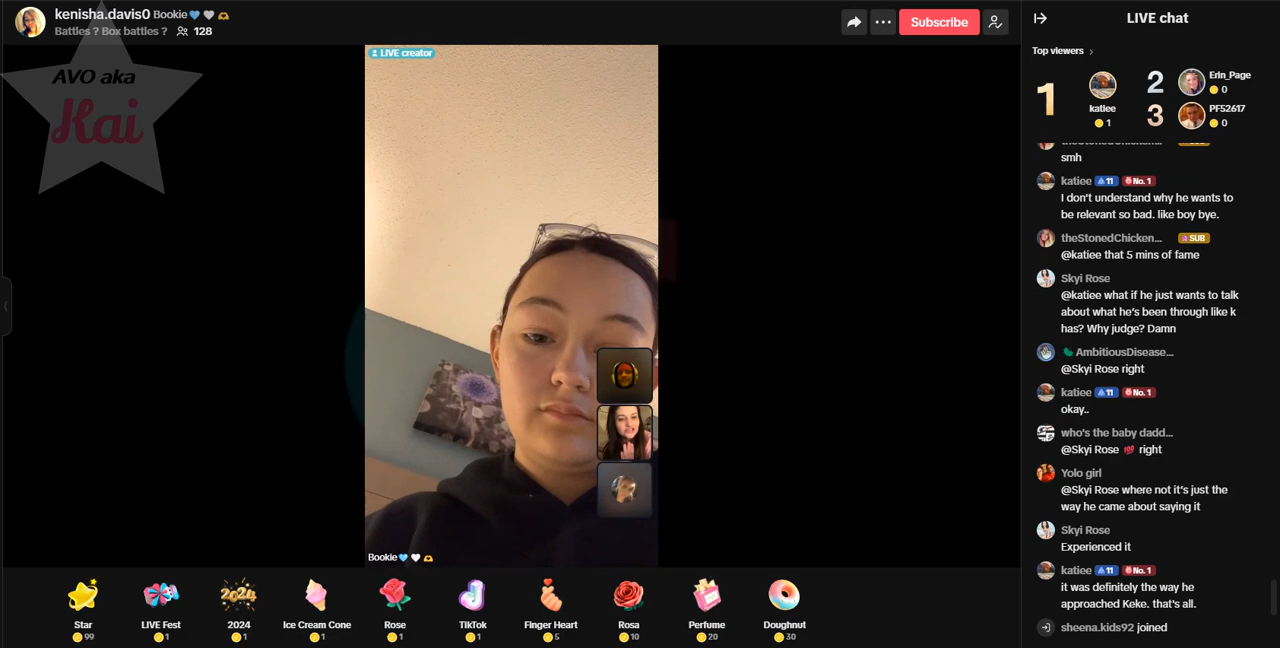 kenisha.davis0 Bookie💙🤍🫶
Battles ? Box battles ? 128
Subscribe
LIVE chat
AVO aka
Kai
LIVE creator
Top viewers
1
katiee
1
2
Erin_Page
0
3
PF52617
0
smh
katiee 11 No. 1
I don't understand why he wants to
be relevant so bad. like boy bye.
theStonedChicken... SUB
@katiee that 5 mins of fame
Skyi Rose
@katiee what if he just wants to talk
about what he's been through like k
has? Why judge? Damn
AmbitiousDisease...
@Skyi Rose right
katiee 11 No. 1
okay..
who's the baby dadd...
@Skyi Rose 💯 right
Yolo girl
@Skyi Rose where not it's just the
way he came about saying it
Skyi Rose
Experienced it
katiee 11 No. 1
it was definitely the way he
approached Keke. that's all.
sheena.kids92 joined
Bookie💙🤍🫶
2024
Star
99
LIVE Fest
1
2024
1
Ice Cream Cone
1
Rose
1
TikTok
1
Finger Heart
5
Rosa
10
Perfume
20
Doughnut
30